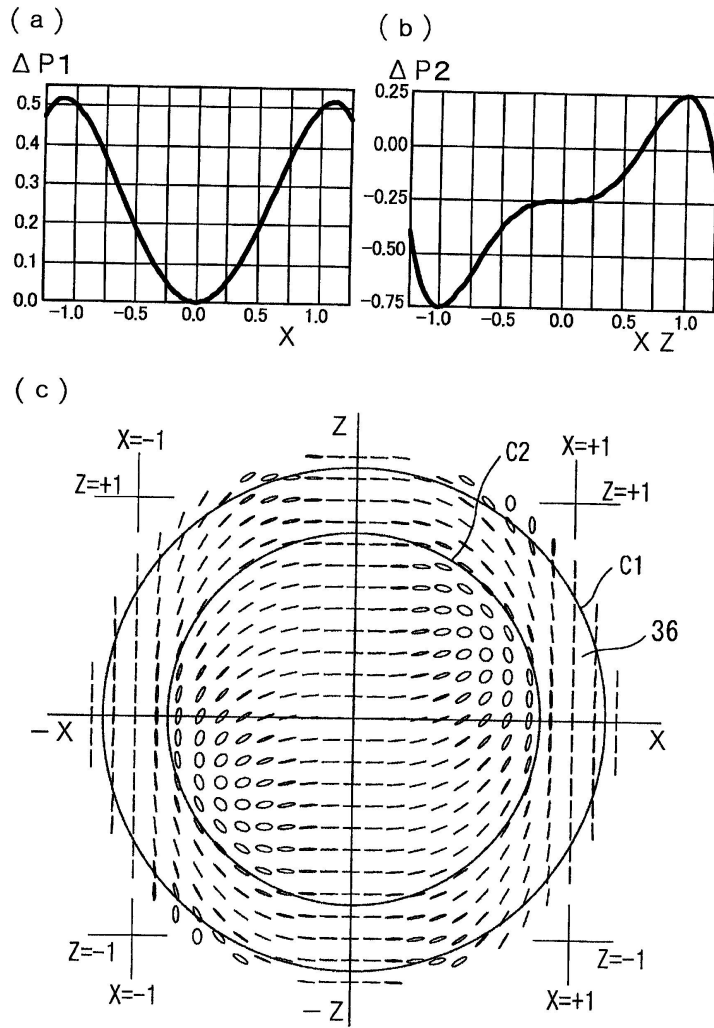 (a)
ΔP1
0.5
0.4
0.3
0.2
0.1
0.0
-1.0 -0.5 0.0 0.5 1.0
X
(b)
ΔP2
0.25
0.00
-0.25
-0.50
-0.75
-1.0 -0.5 0.0 0.5 1.0
X Z
(c)
X=-1 Z C2 X=+1
Z=+1 Z=+1
C1
36
-X X
Z=-1 Z=-1
X=-1 -Z X=+1